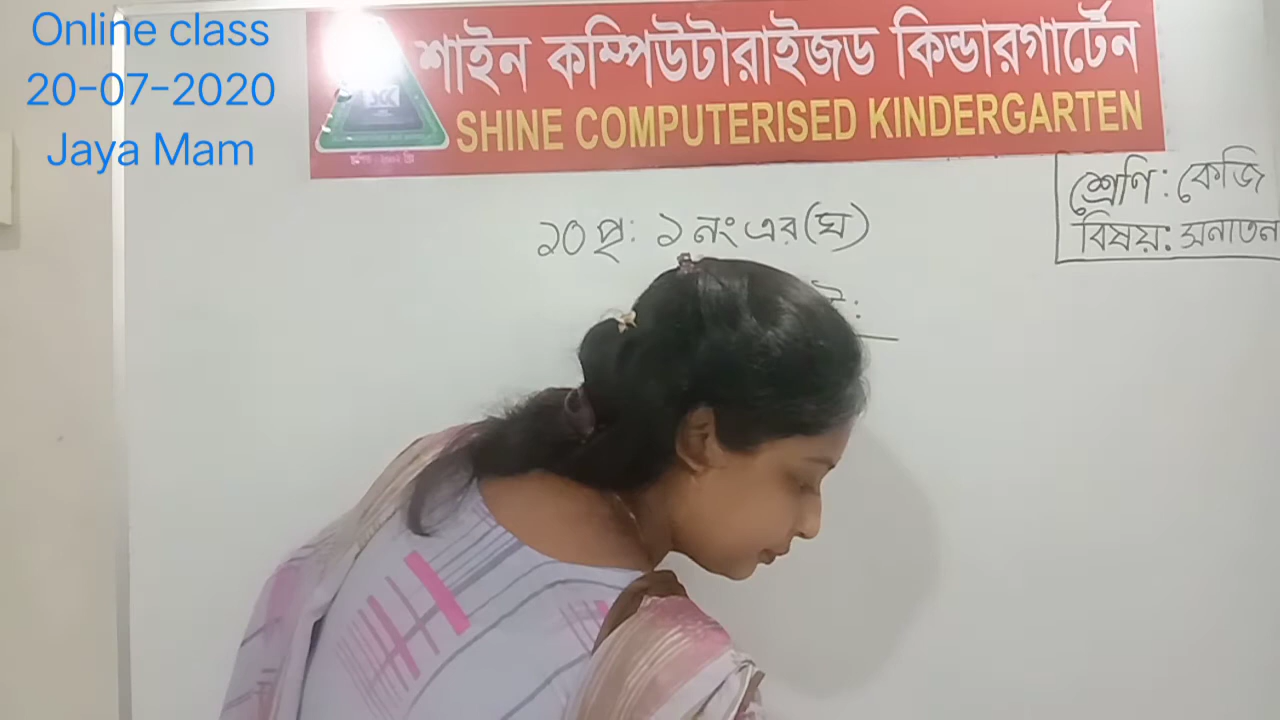 Online class
20-07-2020
Jaya Mam
শাইন কম্পিউটারাইজড কিন্ডারগার্টেন
SHINE COMPUTERISED KINDERGARTEN
শ্রেণি: কেজি
বিষয়: সনাতন
১০ পৃ: ১ নং এর (ঘ)